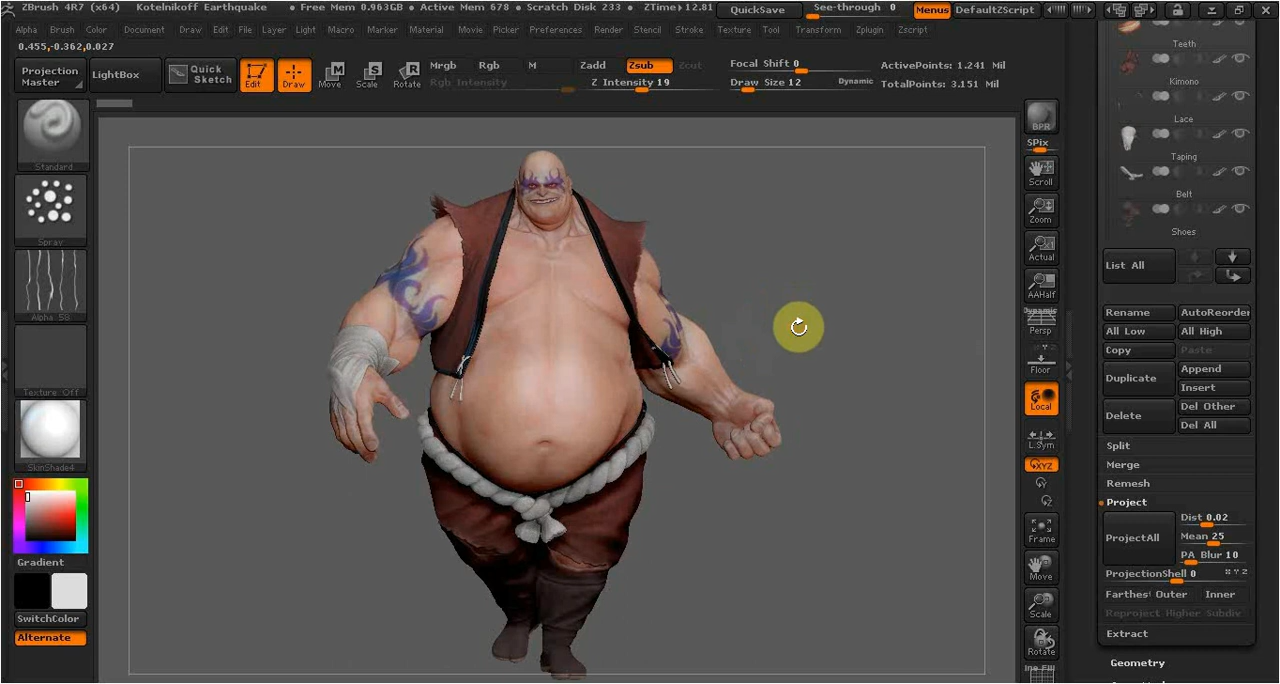 ZBrush 4R7 (x64) Kotelnikoff Earthquake • Free Mem 0.963GB • Active Mem 678 • Scratch Disk 233 • ZTime▸12.81 QuickSave See-through 0 Menus DefaultZScript
Alpha Brush Color Document Draw Edit File Layer Light Macro Marker Material Movie Picker Preferences Render Stencil Stroke Texture Tool Transform Zplugin Zscript
0.455,-0.362,0.027
Projection Master
LightBox
Quick Sketch
Edit
Draw
Move
Scale
Rotate
Mrgb Rgb M
Rgb Intensity
Zadd Zsub Zcut
Z Intensity 19
Focal Shift 0
Draw Size 12 Dynamic
ActivePoints: 1.241 Mil
TotalPoints: 3.151 Mil
Standard
Spray
Alpha 58
Texture Off
SkinShade4
Gradient
SwitchColor
Alternate
BPR
SPix
Scroll
Zoom
Actual
AAHalf
Dynamic
Persp
Floor
Local
L.Sym
XYZ
Y
Z
Frame
Move
Scale
Rotate
Teeth
Kimono
Lace
Taping
Belt
Shoes
List All
Rename AutoReorder
All Low All High
Copy Paste
Duplicate Append
Insert
Delete Del Other
Del All
Split
Merge
Remesh
Project
ProjectAll Dist 0.02
Mean 25
PA Blur 10
ProjectionShell 0 X Y Z
Farthest Outer Inner
Reproject Higher Subdiv
Extract
Geometry